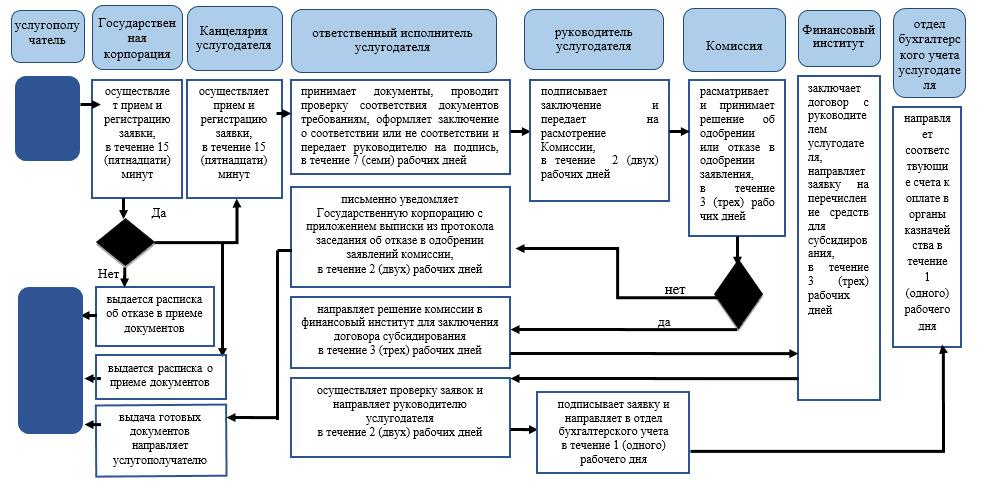 услугополу
чатель
Государствен
ная
корпорация
Канцелярия
услугодателя
ответственный исполнитель
услугодателя
руководитель
услугодателя
Комиссия
Финансовый
институт
отдел
бухгалтерс
кого учета
услугодате
ля
осуществляе
т прием и
регистрацию
заявки,
в течение 15
(пятнадцати)
минут
осуществляет
прием и
регистрацию
заявки,
в течение 15
(пятнадцати)
минут
принимает документы, проводит
проверку соответствия документов
требованиям, оформляет заключение
о соответствии или не соответствии и
передает руководителю на подпись,
в течение 7 (семи) рабочих дней
подписывает
заключение и
передает на
расмотрение
Комиссии,
в течение 2 (двух)
рабочих дней
расматривает
и принимает
решение об
одобрении
или отказе в
одобрении
заявления,
в течение
3 (трех) рабо
чих дней
заключает
договор с
руководите
лем
услугодате
ля,
направляет
заявку на
перечислен
ие средств
для
субсидиров
ания,
в течение
3 (трех)
рабочих
дней
направля
ет
соответс
твующи
е счета к
оплате в
органы
казначей
ства в
течение
1
(одного)
рабочего
дня
Да
Нет
письменно уведомляет
Государственную корпорацию с
приложением выписки из протокола
заседания об отказе в одобрении
заявлений комиссии,
в течение 2 (двух) рабочих дней
нет
да
выдается расписка
об отказе в приеме
документов
направляет решение комиссии в
финансовый институт для заключения
договора субсидирования
в течение 3 (трех) рабочих дней
выдается расписка о
приеме документов
осуществляет проверку заявок и
направляет руководителю
услугодателя
в течение 2 (двух) рабочих дней
подписывает заявку и
направляет в отдел
бухгалтерского учета
в течение 1 (одного)
рабочего дня
выдача готовых
документов
направляет
услугополучателю